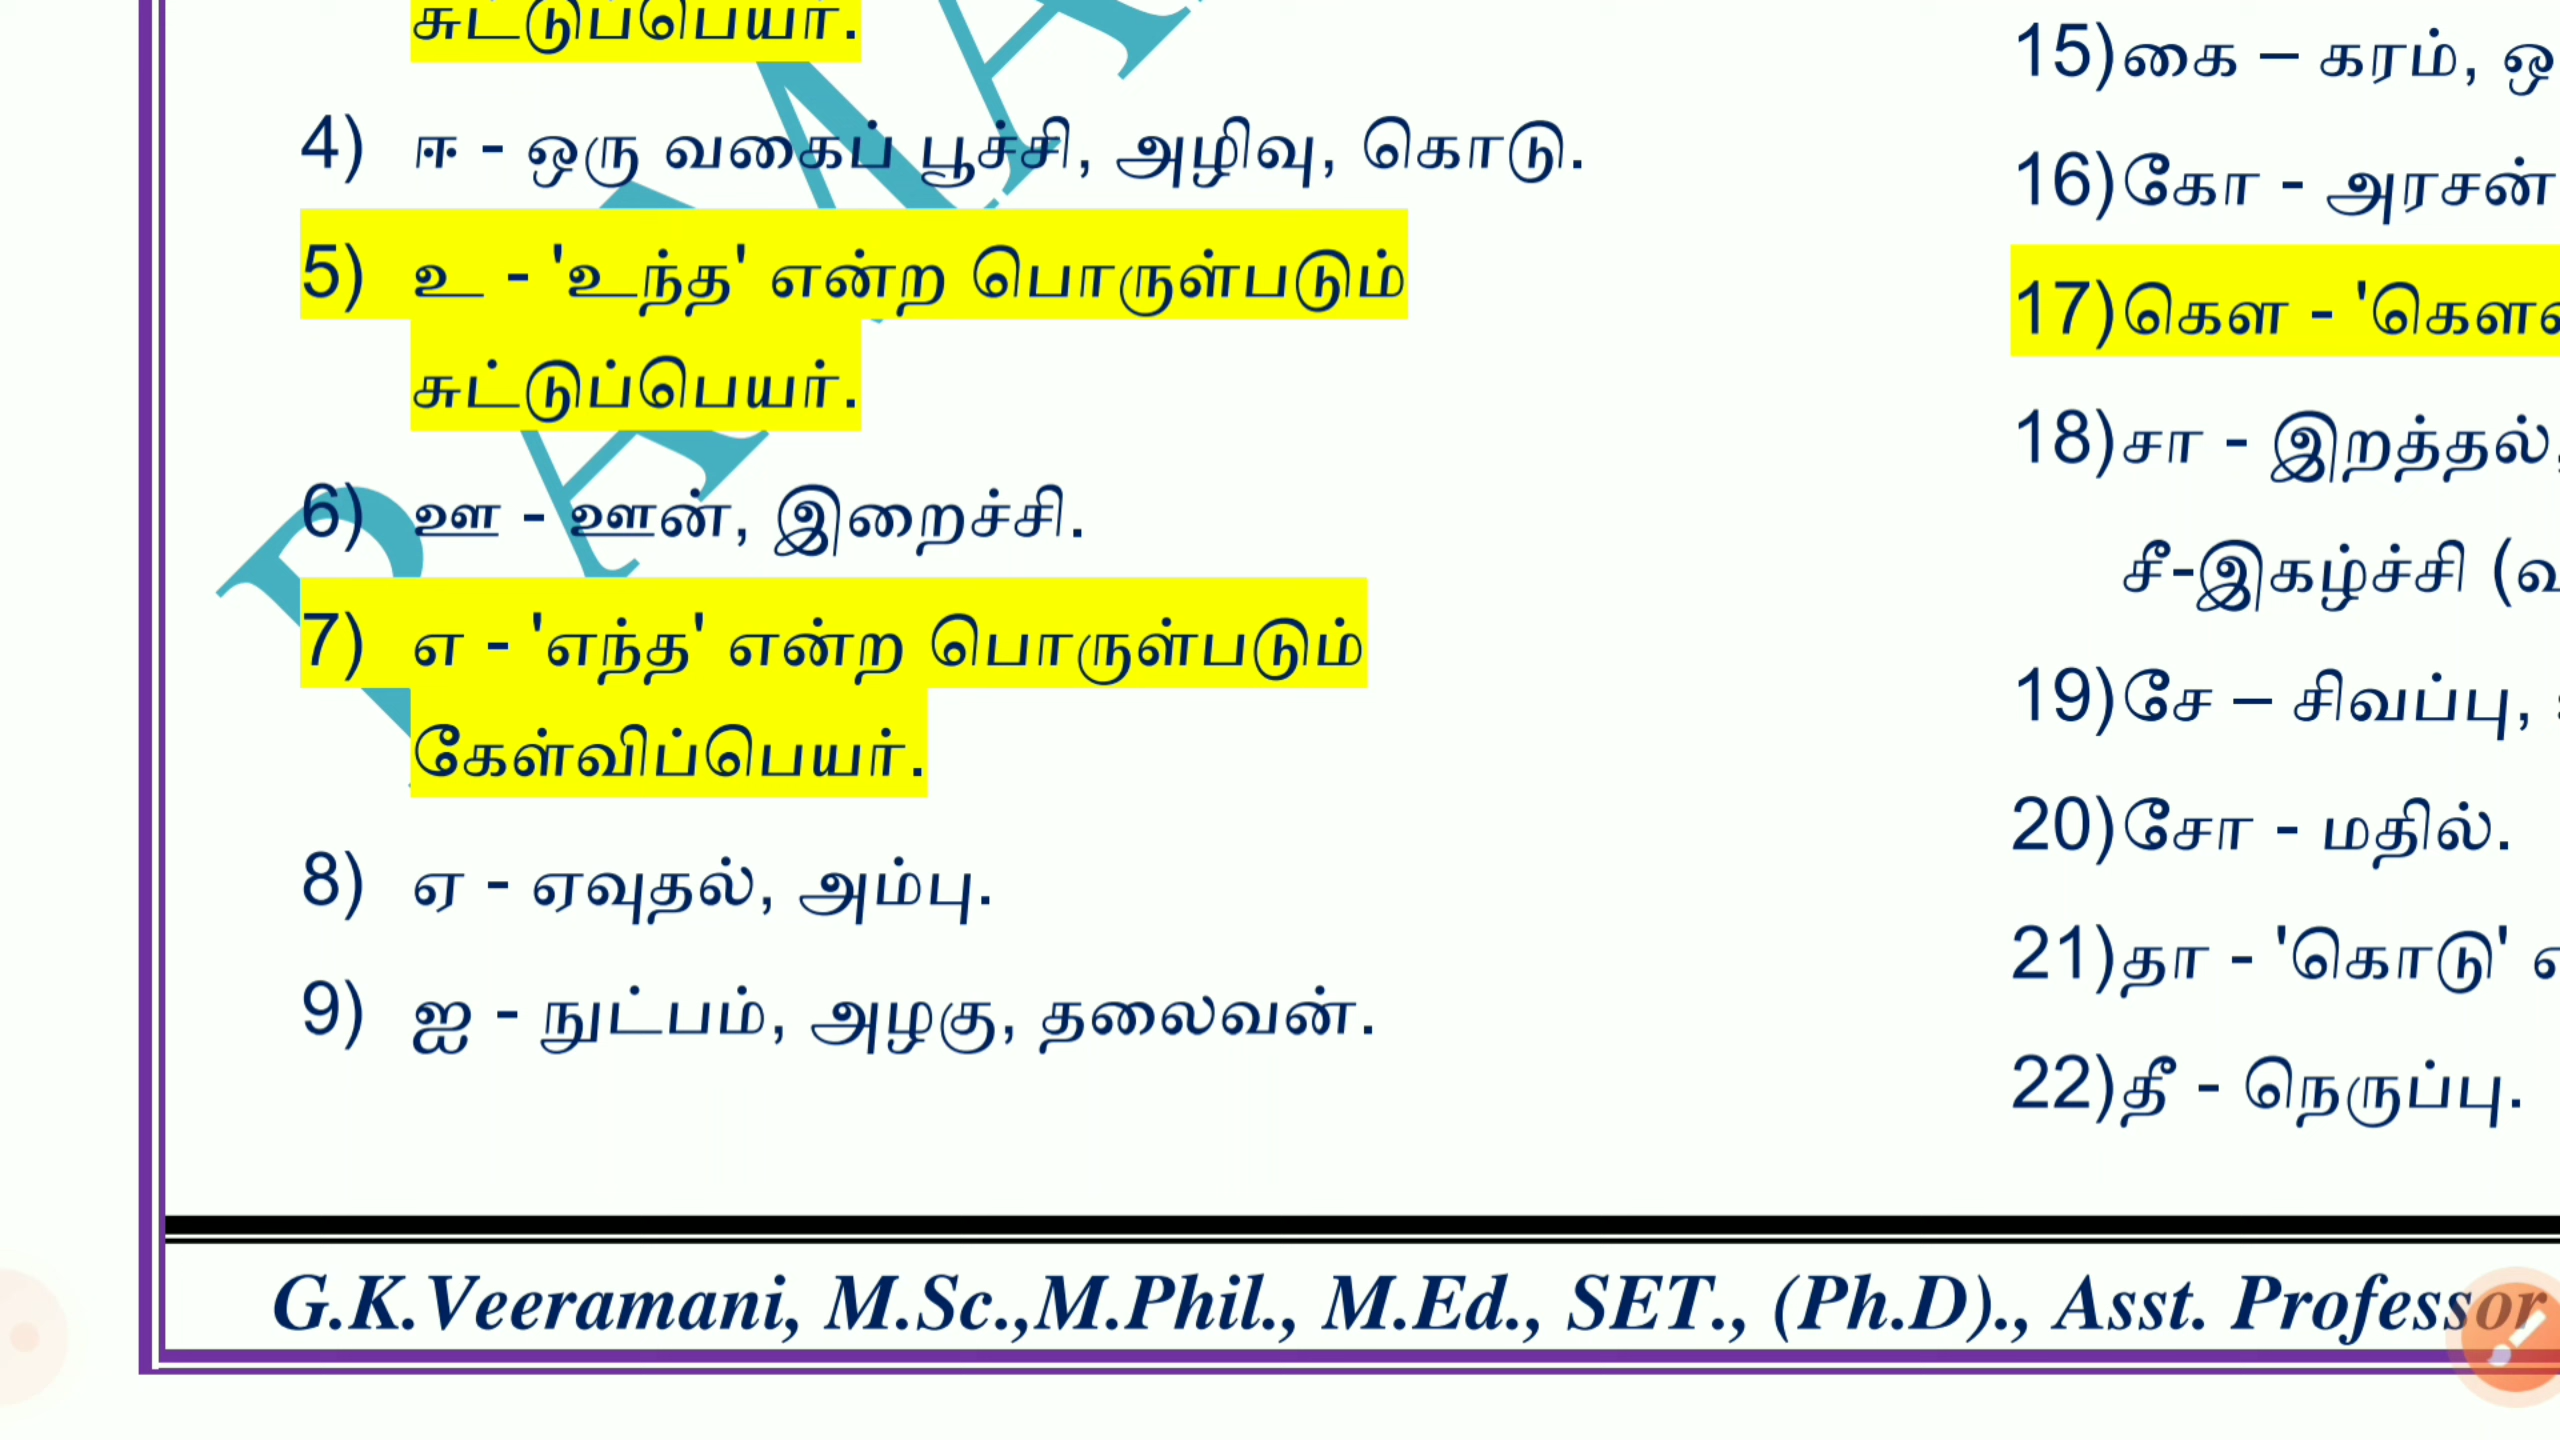 சுட்டுப்பெயர்.
4) ஈ - ஒரு வகைப் பூச்சி, அழிவு, கொடு.
5) உ - 'உந்த' என்ற பொருள்படும்
சுட்டுப்பெயர்.
6) ஊ - ஊன், இறைச்சி.
7) எ - 'எந்த' என்ற பொருள்படும்
கேள்விப்பெயர்.
8) ஏ - ஏவுதல், அம்பு.
9) ஐ - நுட்பம், அழகு, தலைவன்.
15) கை – கரம்,
16) கோ - அரசன்
17) கௌ -
18) சா - இறத்தல்,
சீ-இகழ்ச்சி
19) சே – சிவப்பு,
20) சோ - மதில்.
21) தா - 'கொடு'
22) தீ - நெருப்பு.
G.K.Veeramani, M.Sc.,M.Phil., M.Ed., SET., (Ph.D)., Asst. Professor